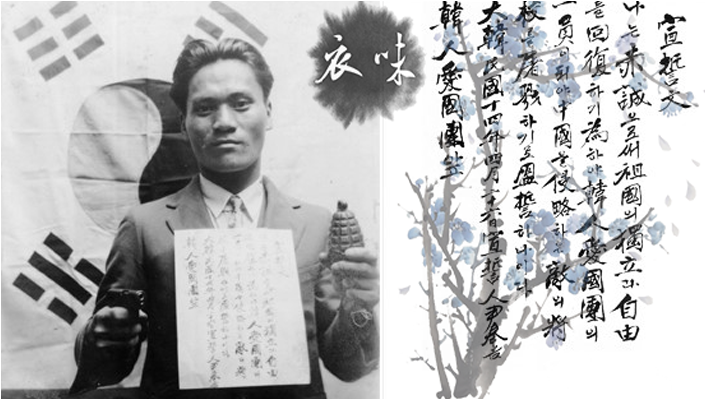 衣味
宣誓文
나는 赤誠으로써 祖國의 獨立과 自由
를 回復하기 爲하야 韓人愛國團의
一員이 되야 中國을 侵略하는 敵의 將
校를 屠戮하기로 盟誓하나이다
大韓民國十四年四月二十六日 宣誓人 尹奉吉
韓人愛國團앞